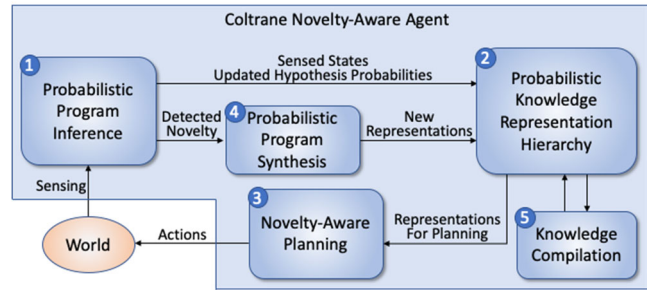 Coltrane Novelty-Aware Agent
1
Probabilistic
Program
Inference
Sensed States
Updated Hypothesis Probabilities
2
Probabilistic
Knowledge
Representation
Hierarchy
Detected
Novelty
4
Probabilistic
Program
Synthesis
New
Representations
Sensing
World
Actions
3
Novelty-Aware
Planning
Representations
For Planning
5
Knowledge
Compilation